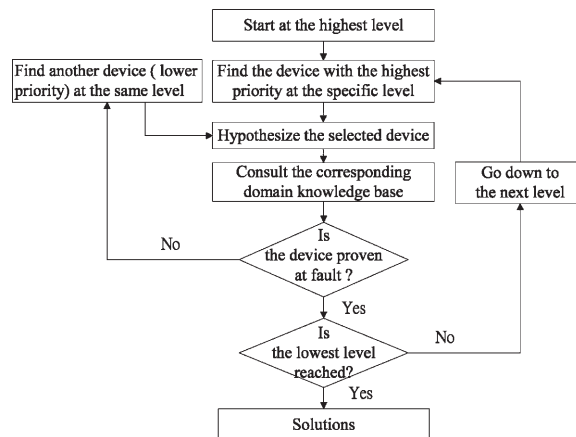 Start at the highest level
Find another device ( lower
priority) at the same level
Find the device with the highest
priority at the specific level
Hypothesize the selected device
Consult the corresponding
domain knowledge base
Go down to
the next level
Is
the device proven
at fault ?
No
Yes
Is
the lowest level
reached?
No
Yes
Solutions